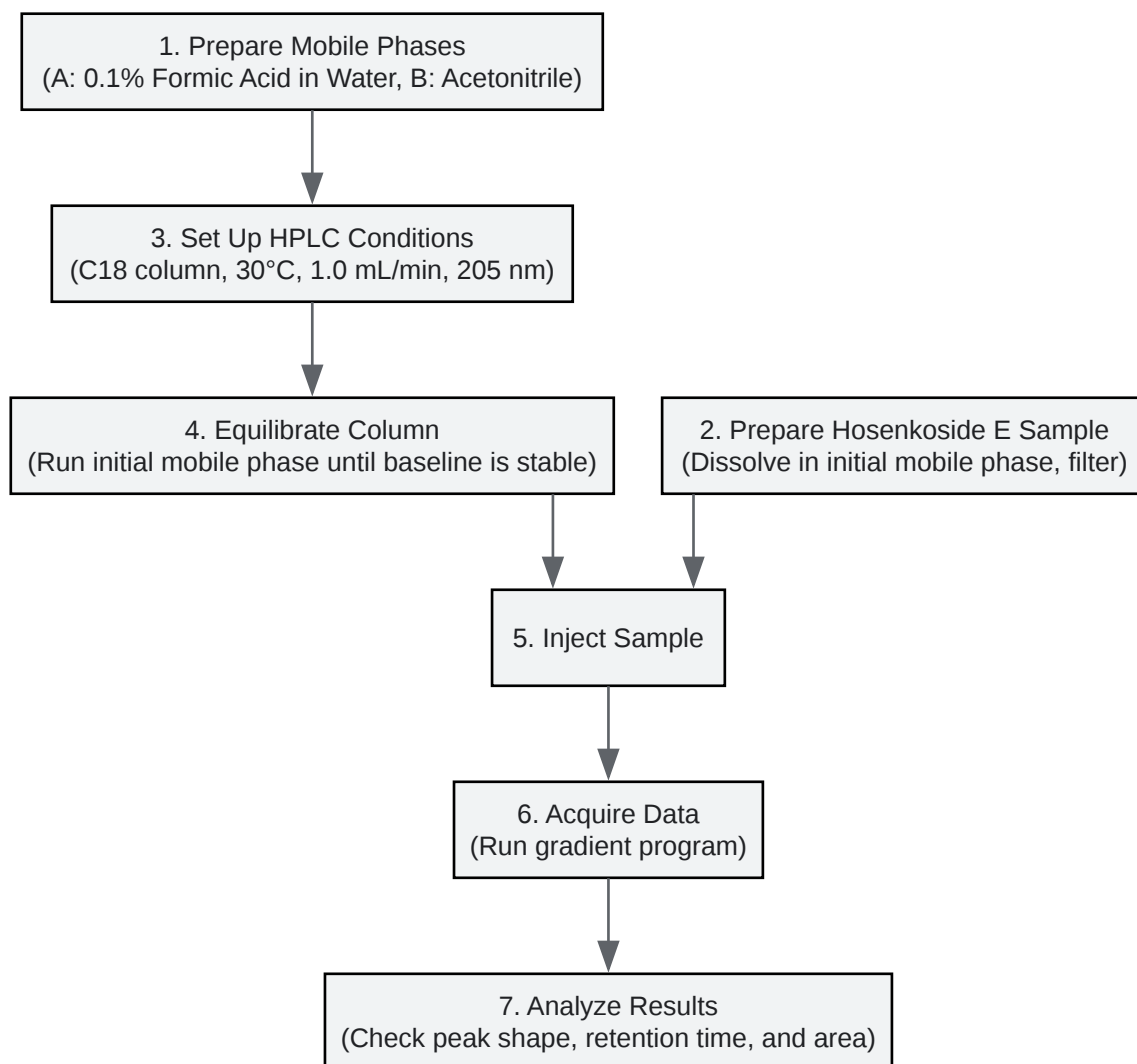 1. Prepare Mobile Phases
(A: 0.1% Formic Acid in Water, B: Acetonitrile)
3. Set Up HPLC Conditions
(C18 column, 30°C, 1.0 mL/min, 205 nm)
4. Equilibrate Column
(Run initial mobile phase until baseline is stable)
2. Prepare Hosenkoside E Sample
(Dissolve in initial mobile phase, filter)
5. Inject Sample
6. Acquire Data
(Run gradient program)
7. Analyze Results
(Check peak shape, retention time, and area)